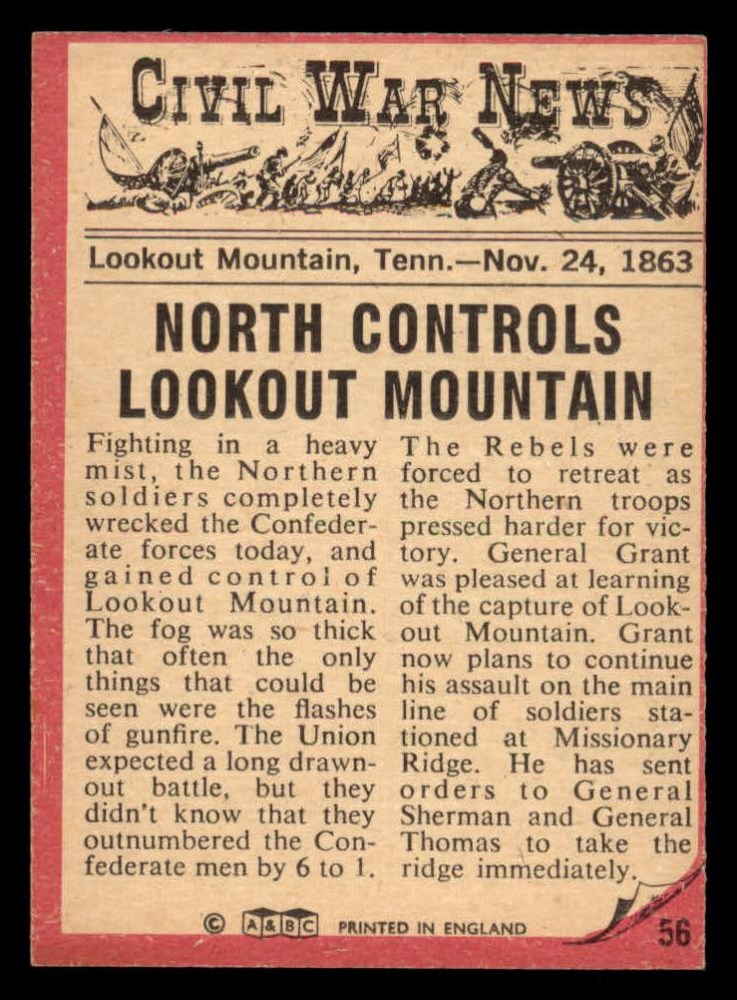 CIVIL WAR NEWS
Lookout Mountain, Tenn.—Nov. 24, 1863
NORTH CONTROLS
LOOKOUT MOUNTAIN
Fighting in a heavy
mist, the Northern
soldiers completely
wrecked the Confeder-
ate forces today, and
gained control of
Lookout Mountain.
The fog was so thick
that often the only
things that could be
seen were the flashes
of gunfire. The Union
expected a long drawn-
out battle, but they
didn't know that they
outnumbered the Con-
federate men by 6 to 1.
The Rebels were
forced to retreat as
the Northern troops
pressed harder for vic-
tory. General Grant
was pleased at learning
of the capture of Look-
out Mountain. Grant
now plans to continue
his assault on the main
line of soldiers sta-
tioned at Missionary
Ridge. He has sent
orders to General
Sherman and General
Thomas to take the
ridge immediately.
© A&BC PRINTED IN ENGLAND
56